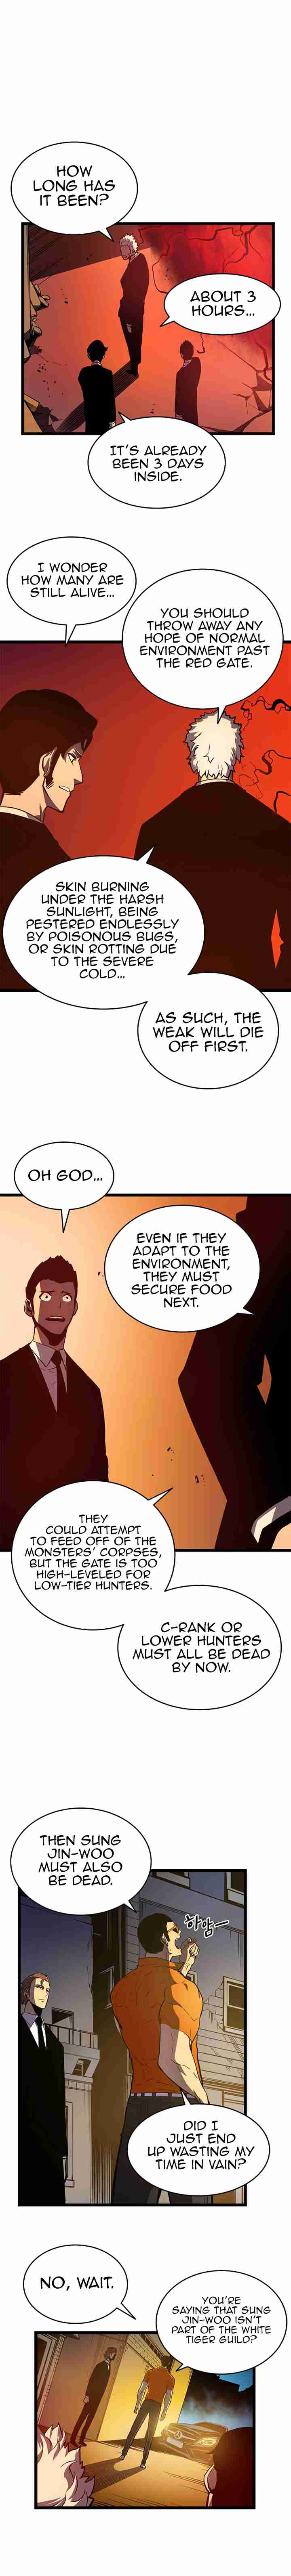 HOW
LONG HAS
IT BEEN?
ABOUT 3
HOURS...
IT'S ALREADY
BEEN 3 DAYS
INSIDE.
I WONDER
HOW MANY ARE
STILL ALIVE...
YOU SHOULD
THROW AWAY ANY
HOPE OF NORMAL
ENVIRONMENT PAST
THE RED GATE.
SKIN BURNING
UNDER THE HARSH
SUNLIGHT, BEING
PESTERED ENDLESSLY
BY POISONOUS BUGS,
OR SKIN ROTTING DUE
TO THE SEVERE
COLD...
AS SUCH, THE
WEAK WILL DIE
OFF FIRST.
OH GOD...
EVEN IF THEY
ADAPT TO THE
ENVIRONMENT,
THEY MUST
SECURE FOOD
NEXT.
THEY
COULD ATTEMPT
TO FEED OFF OF THE
MONSTERS' CORPSES,
BUT THE GATE IS TOO
HIGH-LEVELED FOR
LOW-TIER HUNTERS.
C-RANK OR
LOWER HUNTERS
MUST ALL BE DEAD
BY NOW.
THEN SUNG
JIN-WOO
MUST ALSO
BE DEAD.
하암—
DID I
JUST END
UP WASTING MY
TIME IN VAIN?
NO, WAIT.
YOU'RE
SAYING THAT SUNG
JIN-WOO ISN'T
PART OF THE WHITE
TIGER GUILD?